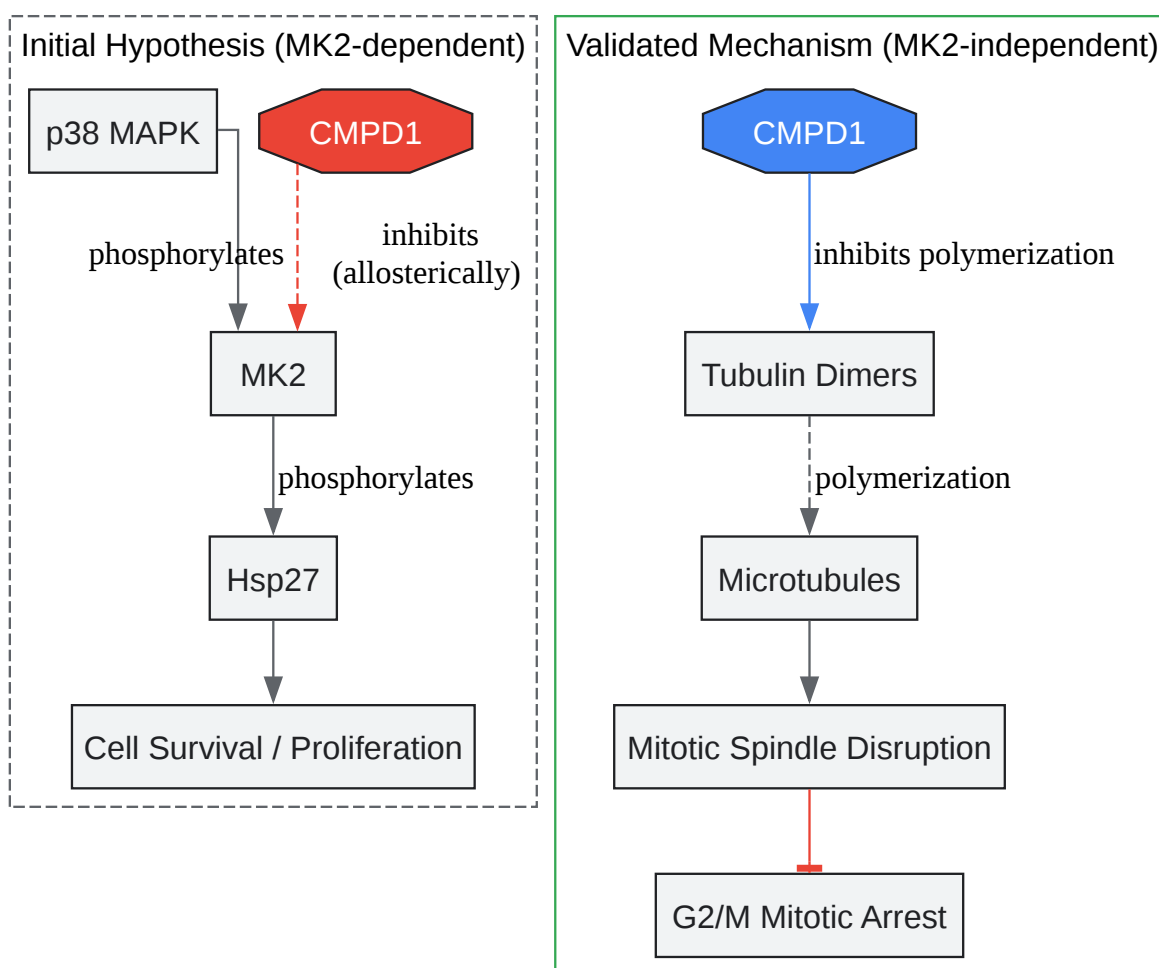 Initial Hypothesis (MK2-dependent)
p38 MAPK
CMPD1
phosphorylates
inhibits
(allosterically)
MK2
phosphorylates
Hsp27
Cell Survival / Proliferation
Validated Mechanism (MK2-independent)
CMPD1
inhibits polymerization
Tubulin Dimers
polymerization
Microtubules
Mitotic Spindle Disruption
G2/M Mitotic Arrest